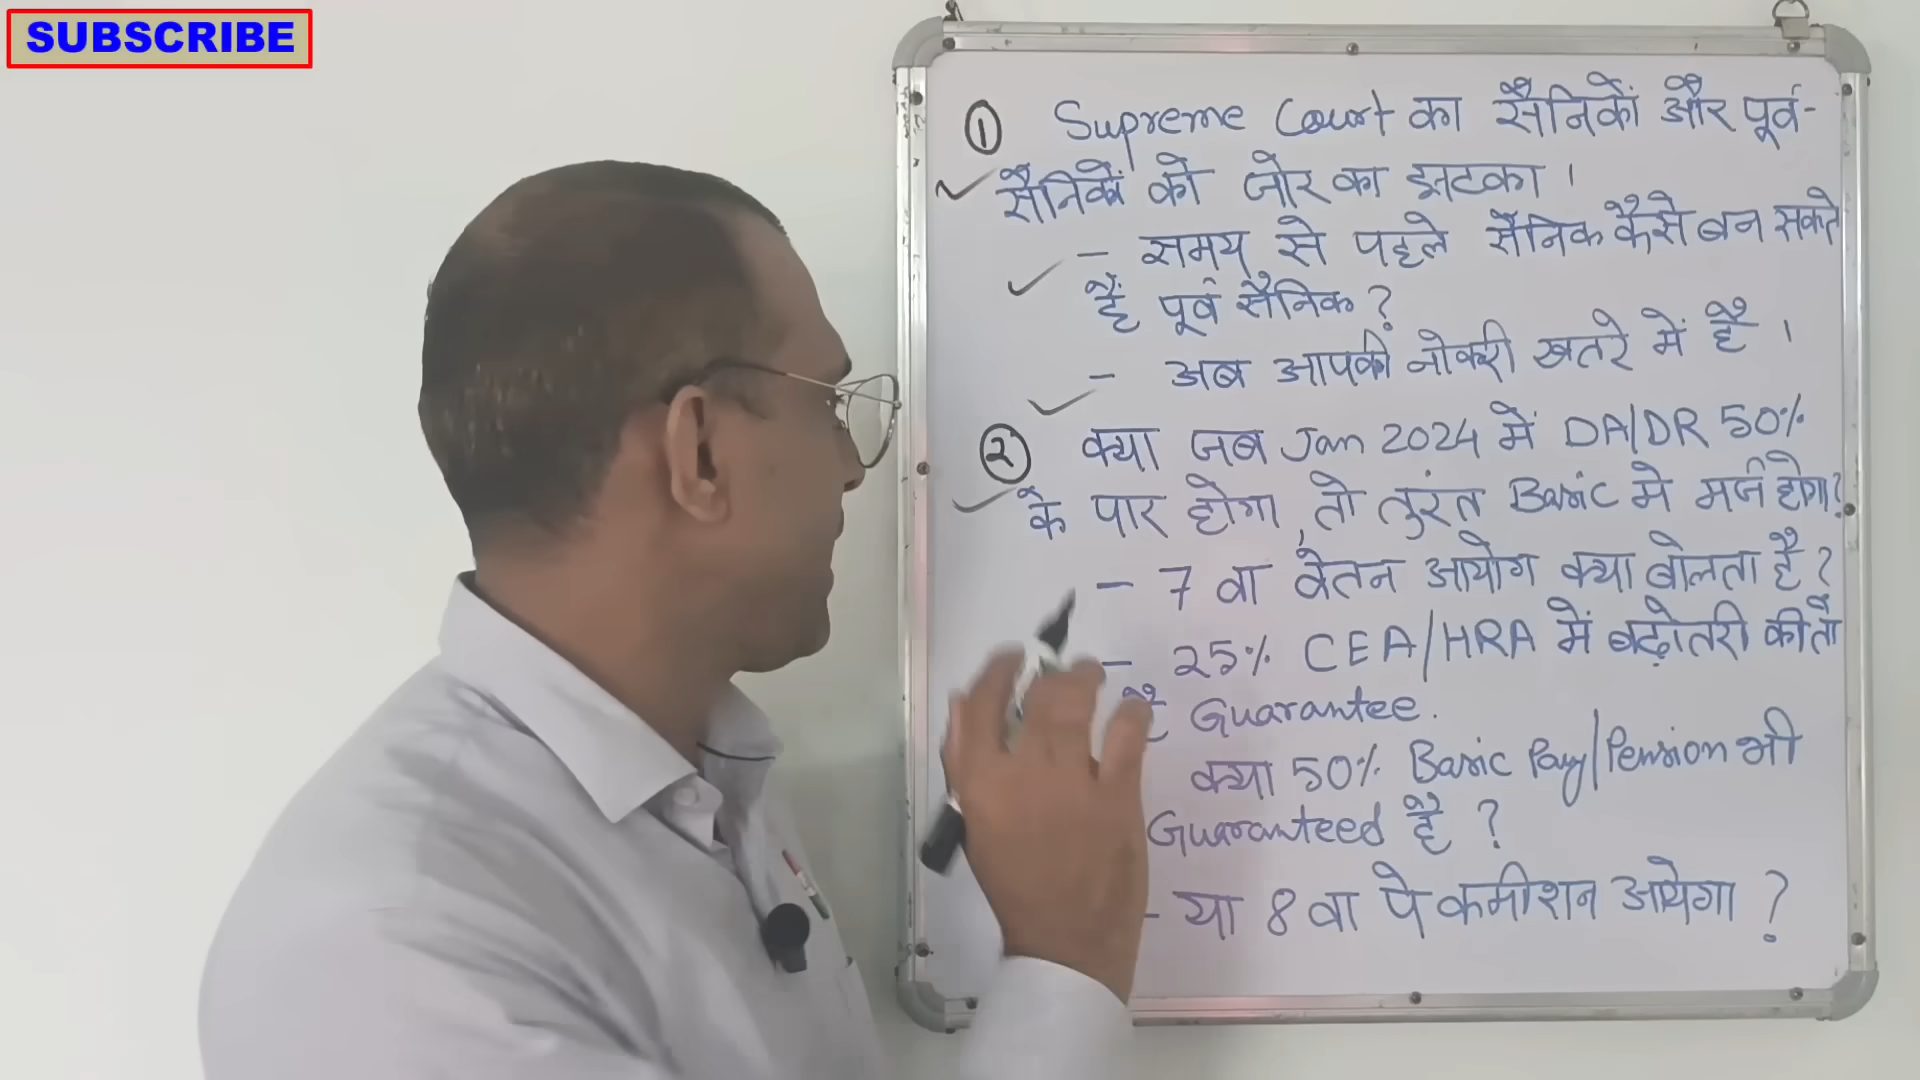 SUBSCRIBE
① Supreme Court का सैनिकों और पूर्व-
सैनिकों को जोर का झटका ।
- समय से पहले सैनिक कैसे बन सकते
हैं पूर्व सैनिक ?
- अब आपकी नोकरी खतरे में है ।
② क्या जब Jan 2024 में DA/DR 50%
के पार होगा, तो तुरंत Basic मे मर्ज होगा?
- 7 वा वेतन आयोग क्या बोलता है ?
- 25% CEA/HRA में बढ़ोतरी की तो
है Guarantee.
क्या 50% Basic Pay/Pension भी
Guaranteed है ?
- या 8 वा पे कमीशन आयेगा ?